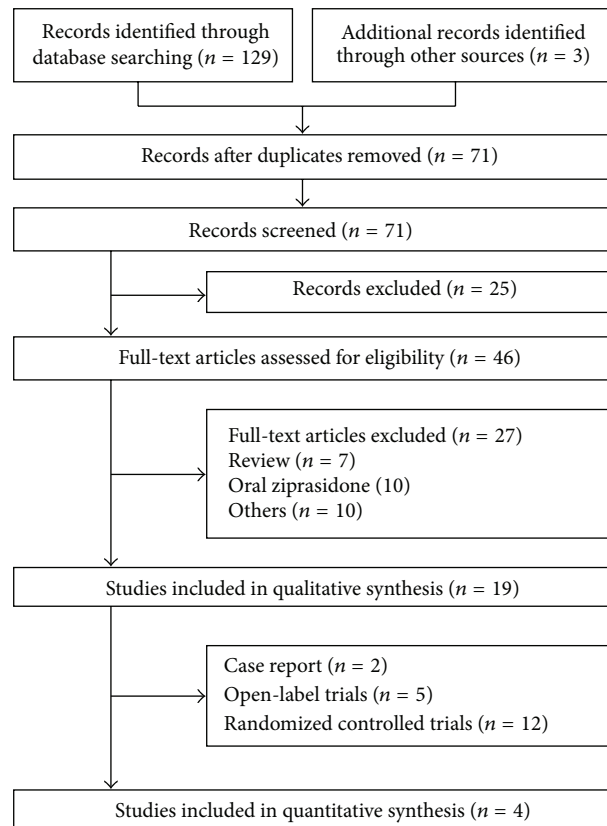 Records identified through
database searching (n = 129)
Additional records identified
through other sources (n = 3)
Records after duplicates removed (n = 71)
Records screened (n = 71)
Records excluded (n = 25)
Full-text articles assessed for eligibility (n = 46)
Full-text articles excluded (n = 27)
Review (n = 7)
Oral ziprasidone (10)
Others (n = 10)
Studies included in qualitative synthesis (n = 19)
Case report (n = 2)
Open-label trials (n = 5)
Randomized controlled trials (n = 12)
Studies included in quantitative synthesis (n = 4)